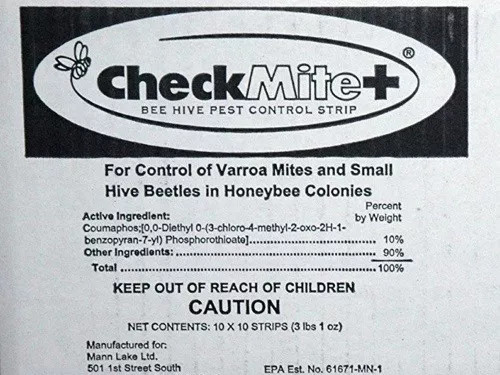 CheckMite+®
BEE HIVE PEST CONTROL STRIP
For Control of Varroa Mites and Small
Hive Beetles in Honeybee Colonies
Percent
Active Ingredient: by Weight
Coumaphos;[0,0-Diethyl 0-(3-chloro-4-methyl-2-oxo-2H-1-
benzopyran-7-yl) Phosphorothioate]............................ 10%
Other Ingredients:................................................ 90%
Total ................................................................ 100%
KEEP OUT OF REACH OF CHILDREN
CAUTION
NET CONTENTS: 10 X 10 STRIPS (3 lbs 1 oz)
Manufactured for:
Mann Lake Ltd.
501 1st Street South EPA Est. No. 61671-MN-1